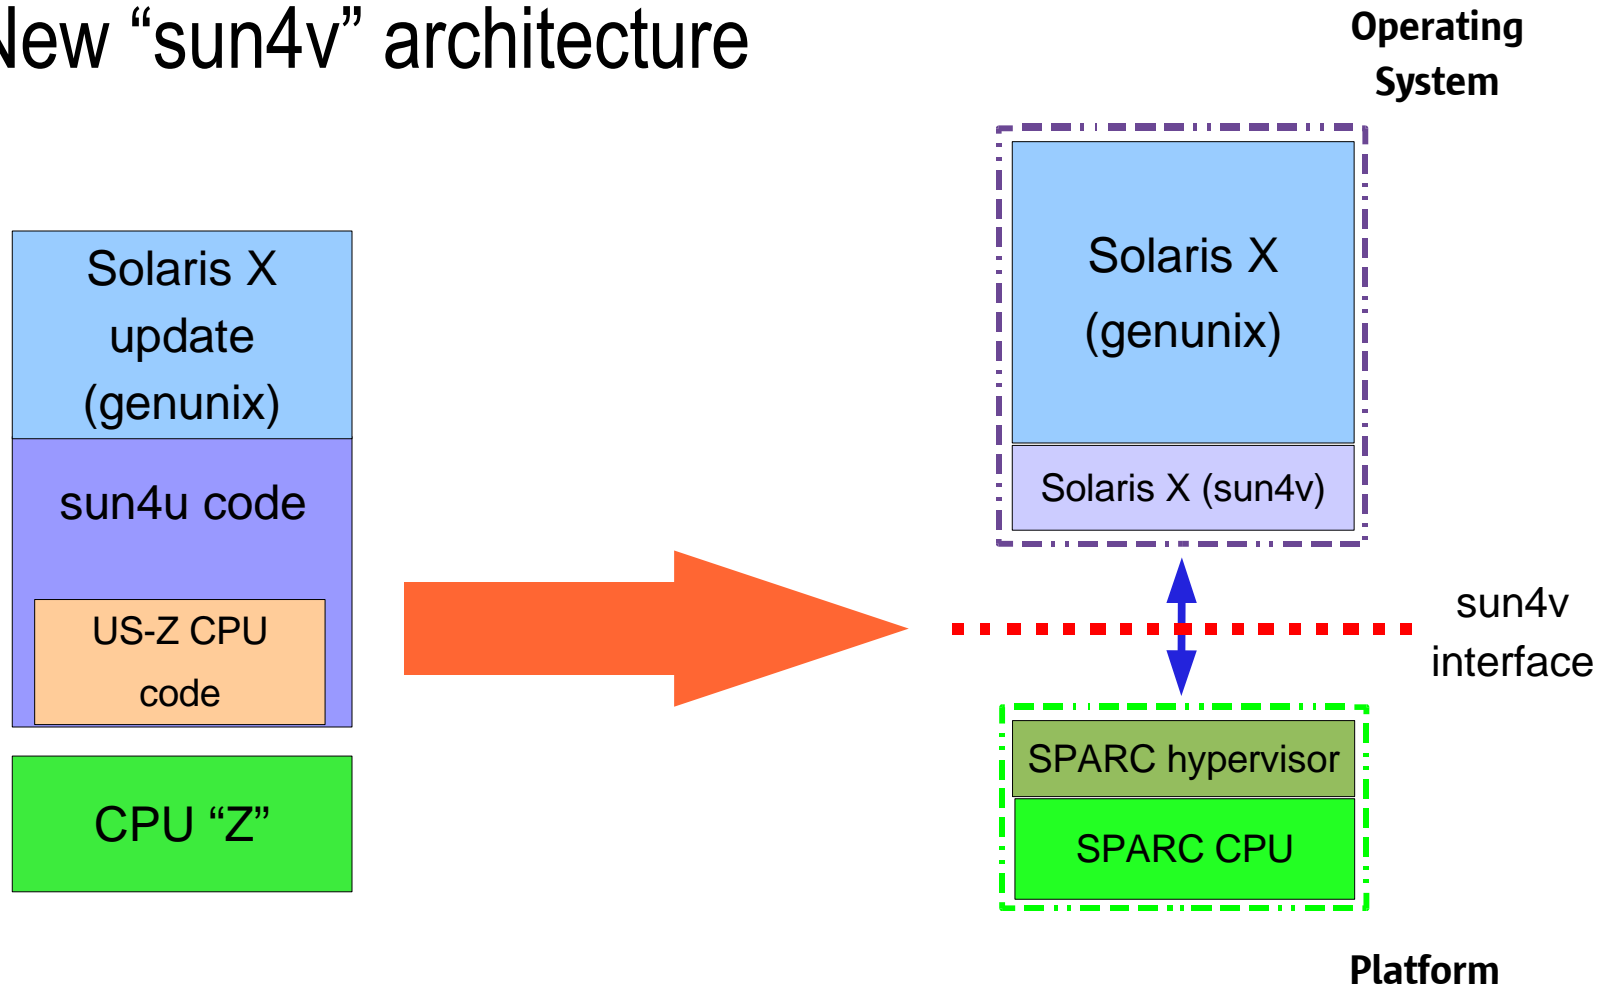 New “sun4v” architecture
Operating
System
Solaris X
update
(genunix)
sun4u code
US-Z CPU
code
CPU “Z”
Solaris X
(genunix)
Solaris X (sun4v)
sun4v
interface
SPARC hypervisor
SPARC CPU
Platform